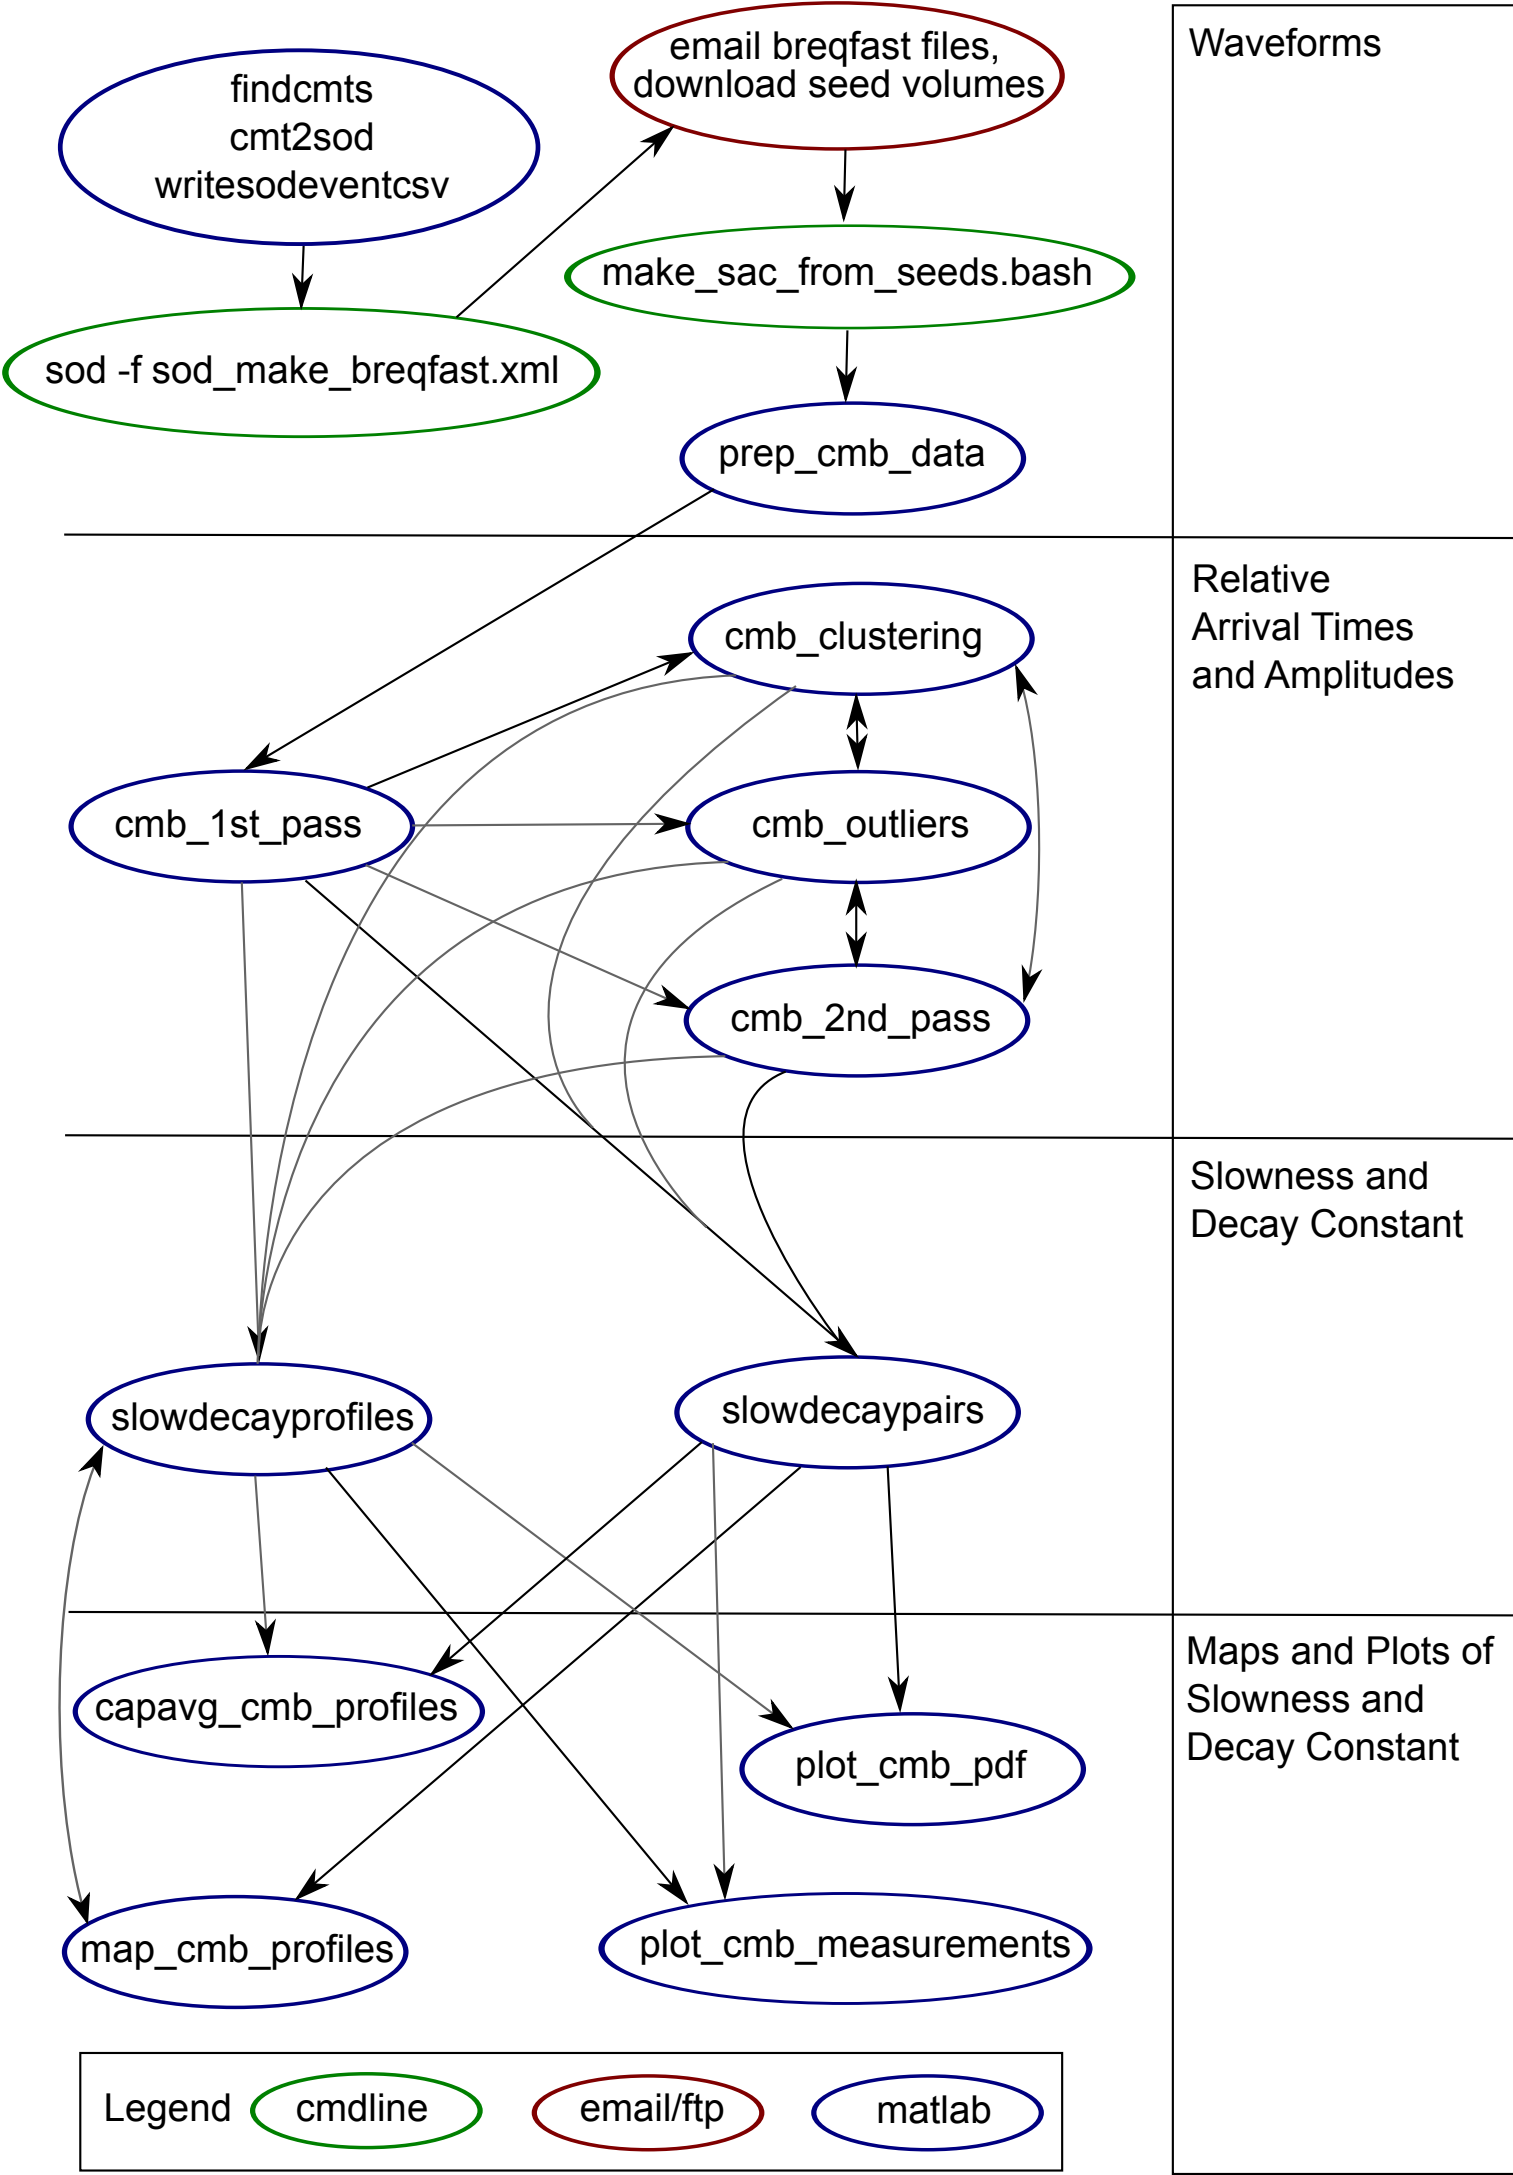 findcmts
cmt2sod
writesodeventcsv
email breqfast files,
download seed volumes
Waveforms
make_sac_from_seeds.bash
sod -f sod_make_breqfast.xml
prep_cmb_data
Relative
Arrival Times
and Amplitudes
cmb_clustering
cmb_1st_pass
cmb_outliers
cmb_2nd_pass
Slowness and
Decay Constant
slowdecayprofiles
slowdecaypairs
Maps and Plots of
Slowness and
Decay Constant
capavg_cmb_profiles
plot_cmb_pdf
map_cmb_profiles
plot_cmb_measurements
Legend
cmdline
email/ftp
matlab